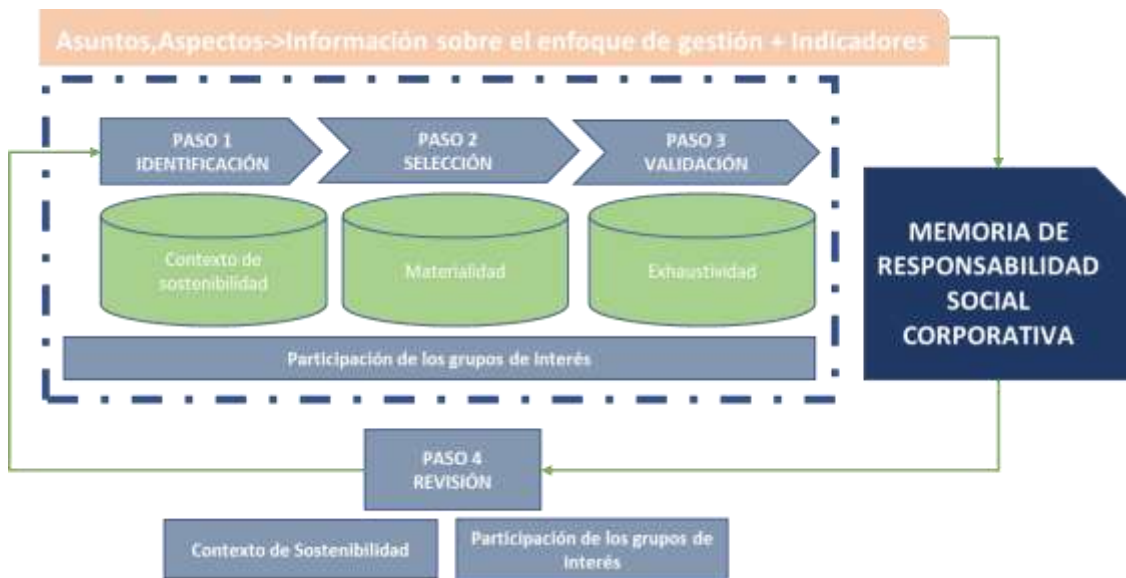 Asuntos,Aspectos->Información sobre el enfoque de gestión + Indicadores
PASO 1
IDENTIFICACIÓN
PASO 2
SELECCIÓN
PASO 3
VALIDACIÓN
Contexto de
sostenibilidad
Materialidad
Exhaustividad
Participación de los grupos de Interés
MEMORIA DE
RESPONSABILIDAD
SOCIAL
CORPORATIVA
PASO 4
REVISIÓN
Contexto de Sostenibilidad
Participación de los grupos de
Interés